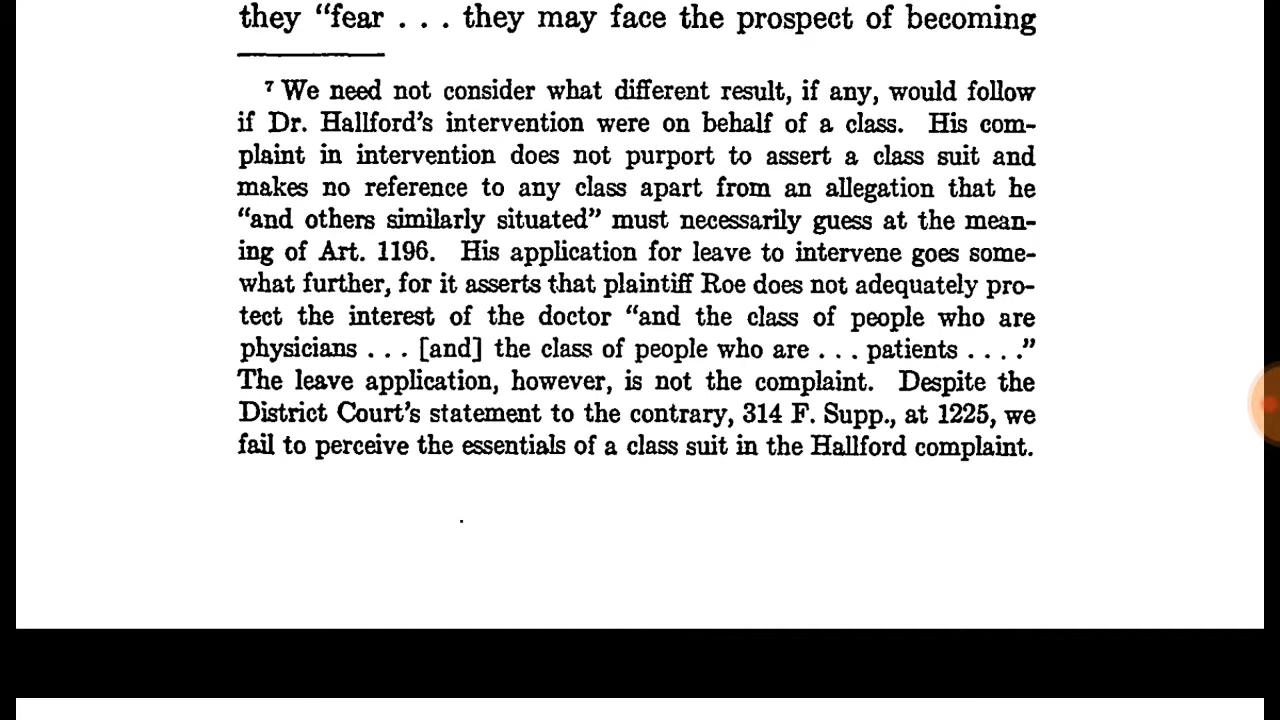 they “fear . . . they may face the prospect of becoming
7 We need not consider what different result, if any, would follow
if Dr. Hallford’s intervention were on behalf of a class. His com-
plaint in intervention does not purport to assert a class suit and
makes no reference to any class apart from an allegation that he
“and others similarly situated” must necessarily guess at the mean-
ing of Art. 1196. His application for leave to intervene goes some-
what further, for it asserts that plaintiff Roe does not adequately pro-
tect the interest of the doctor “and the class of people who are
physicians . . . [and] the class of people who are . . . patients . . . .”
The leave application, however, is not the complaint. Despite the
District Court’s statement to the contrary, 314 F. Supp., at 1225, we
fail to perceive the essentials of a class suit in the Hallford complaint.